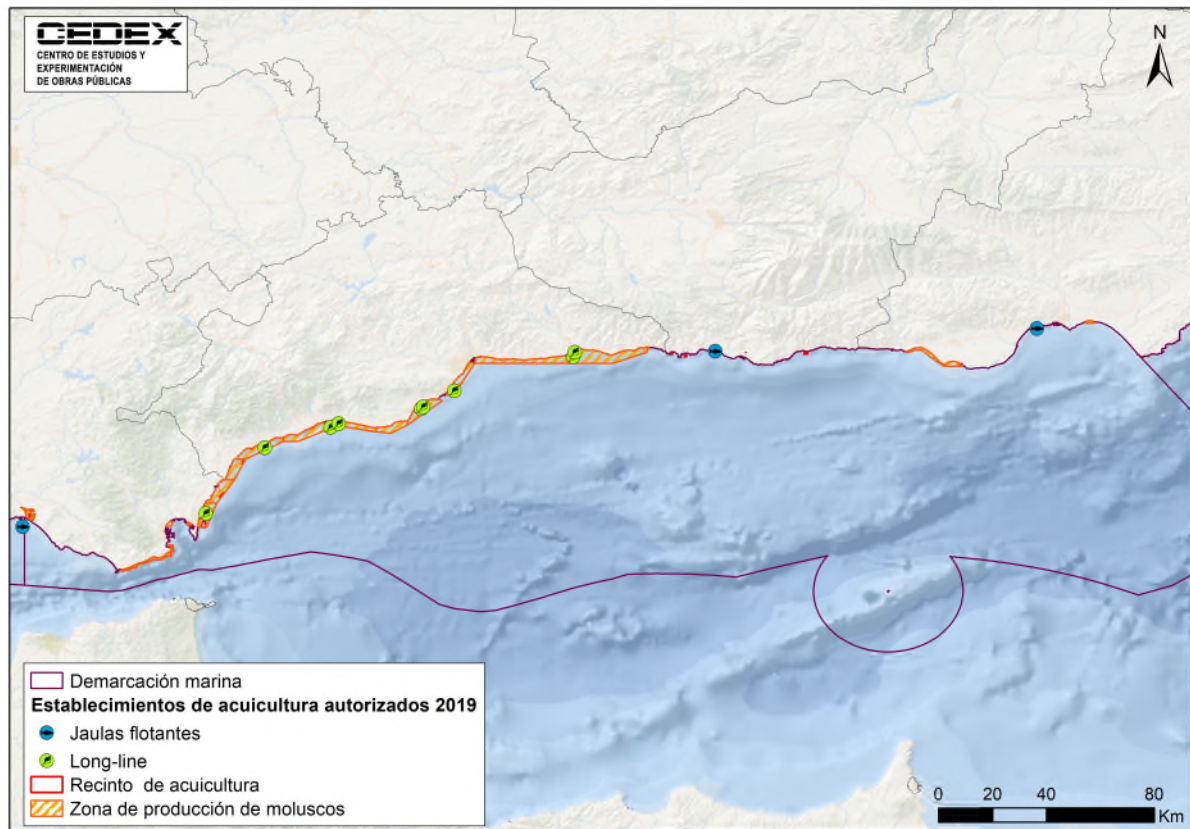 CEDEX
CENTRO DE ESTUDIOS Y
EXPERIMENTACIÓN
DE OBRAS PÚBLICAS
N
Demarcación marina
Establecimientos de acuicultura autorizados 2019
Jaulas flotantes
Long-line
Recinto de acuicultura
Zona de producción de moluscos
0 20 40 80
Km